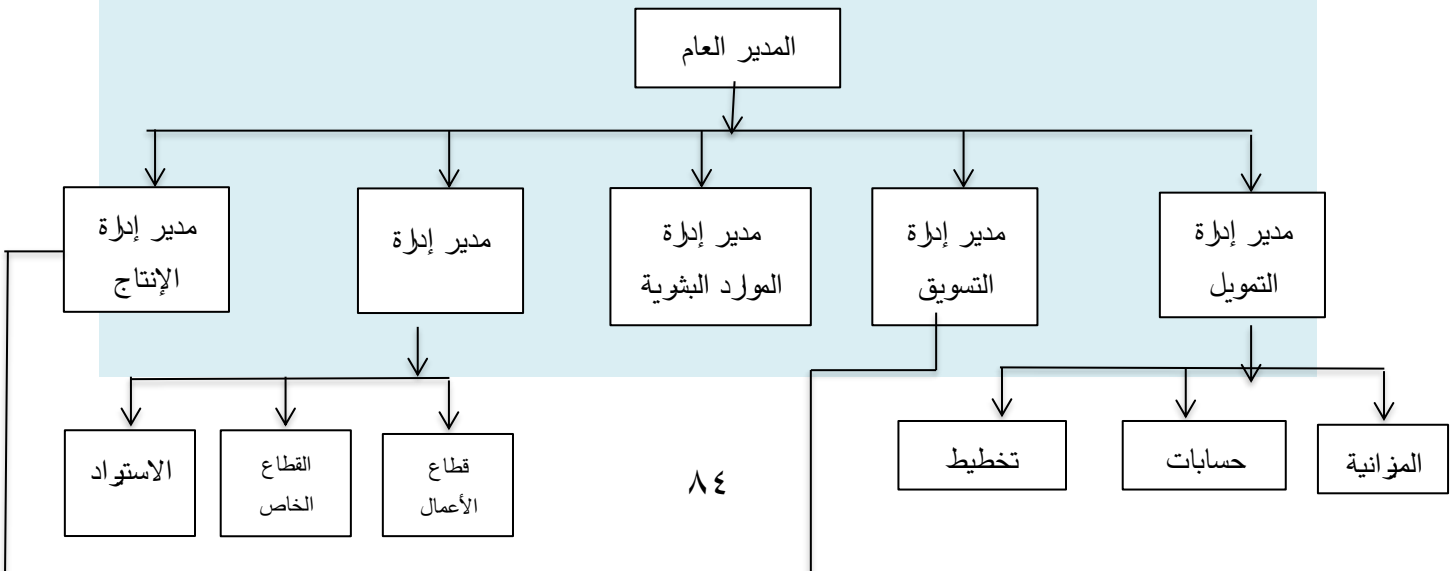 المدير العام
مدير إدارة
التمويل
مدير إدارة
التسويق
مدير إدارة
الموارد البشرية
مدير إدارة
مدير إدارة
الإنتاج
الموزانية
حسابات
تخطيط
قطاع
الأعمال
القطاع
الخاص
الاستيراد
٨٤